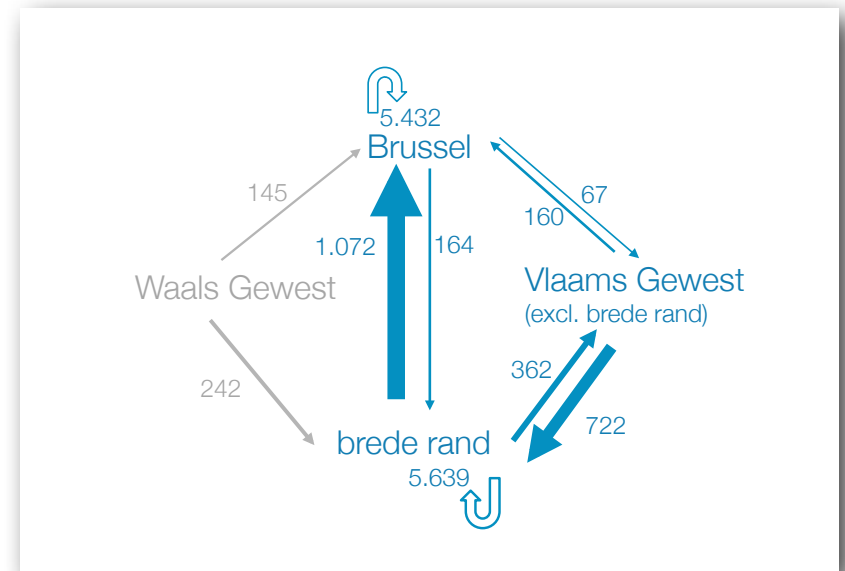 5.432
Brussel
145
67
160
1.072
164
Waals Gewest
Vlaams Gewest
(excl. brede rand)
242
362
722
brede rand
5.639